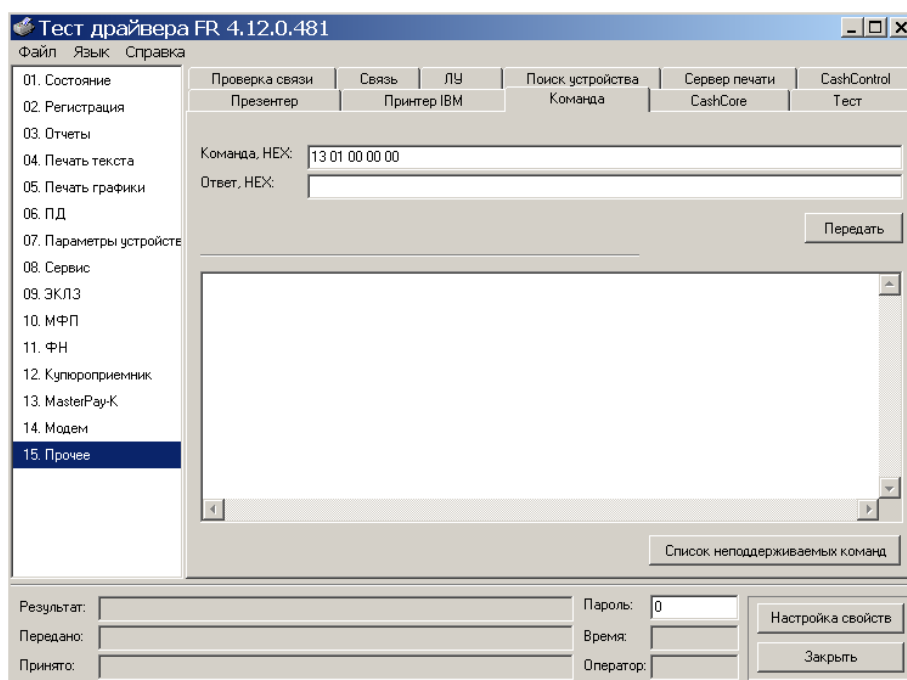 Тест драйвера FR 4.12.0.481
Файл Язык Справка
01. Состояние
02. Регистрация
03. Отчеты
04. Печать текста
05. Печать графики
06. ПД
07. Параметры устройств
08. Сервис
09. ЭКЛЗ
10. МФП
11. ФН
12. Купюроприемник
13. MasterPay-K
14. Модем
15. Прочее
Проверка связи Связь ЛУ Поиск устройства Сервер печати CashControl
Презентер Принтер IBM Команда CashCore Тест
Команда, HEX: 13 01 00 00 00
Ответ, HEX:
Передать
Список неподдерживаемых команд
Результат:
Передано:
Принято:
Пароль: 0
Время:
Оператор:
Настройка свойств
Закрыть